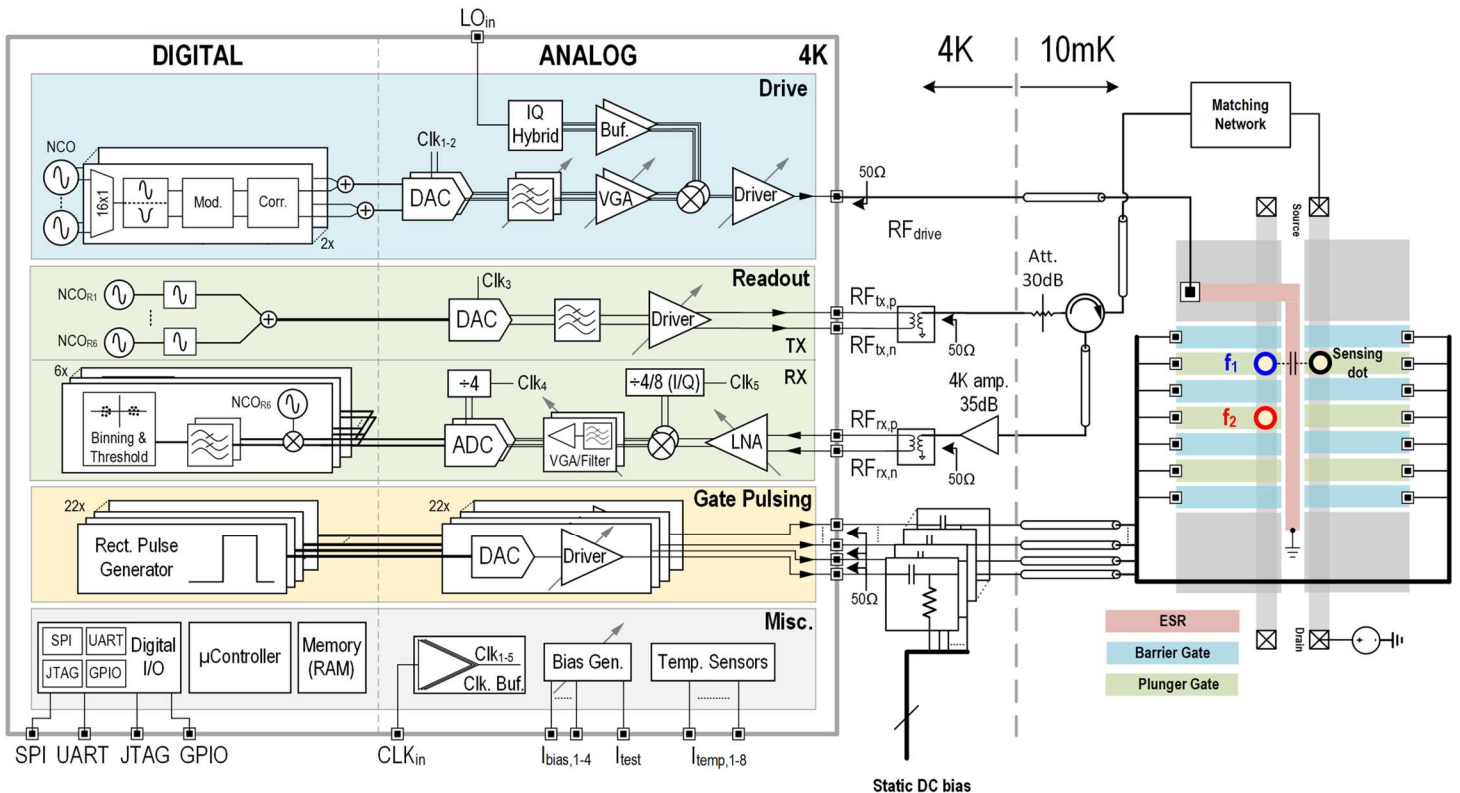 LOin
DIGITAL
ANALOG
4K
4K
10mK
Drive
Matching
Network
IQ
Hybrid
Buf.
NCO
16x1
Mod.
Corr.
2x
Clk1-2
DAC
VGA
Driver
50Ω
RFdrive
Source
Readout
NCOR1
NCOR6
Clk3
DAC
Driver
TX
RFtx,p
RFtx,n
50Ω
Att.
30dB
RX
6x
NCOR6
Binning &
Threshold
÷4
Clk4
÷4/8 (I/Q)
Clk5
ADC
VGA/Filter
LNA
RFrx,p
RFrx,n
50Ω
4K amp.
35dB
f1
f2
Sensing
dot
Gate Pulsing
22x
Rect. Pulse
Generator
22x
DAC
Driver
50Ω
Misc.
SPI
UART
JTAG
GPIO
Digital
I/O
µController
Memory
(RAM)
Clk1-5
Clk. Buf.
Bias Gen.
Temp. Sensors
ESR
Barrier Gate
Plunger Gate
Drain
SPI
UART
JTAG
GPIO
CLKin
Ibias,1-4
Itest
Itemp,1-8
Static DC bias